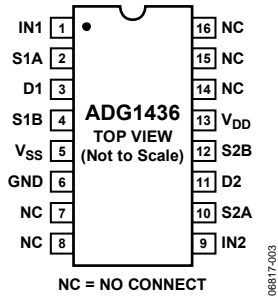 IN1 1 16 NC
S1A 2 15 NC
D1 3 14 NC
S1B 4 13 VDD
VSS 5 12 S2B
GND 6 11 D2
NC 7 10 S2A
NC 8 9 IN2
ADG1436
TOP VIEW
(Not to Scale)
NC = NO CONNECT
06817-003